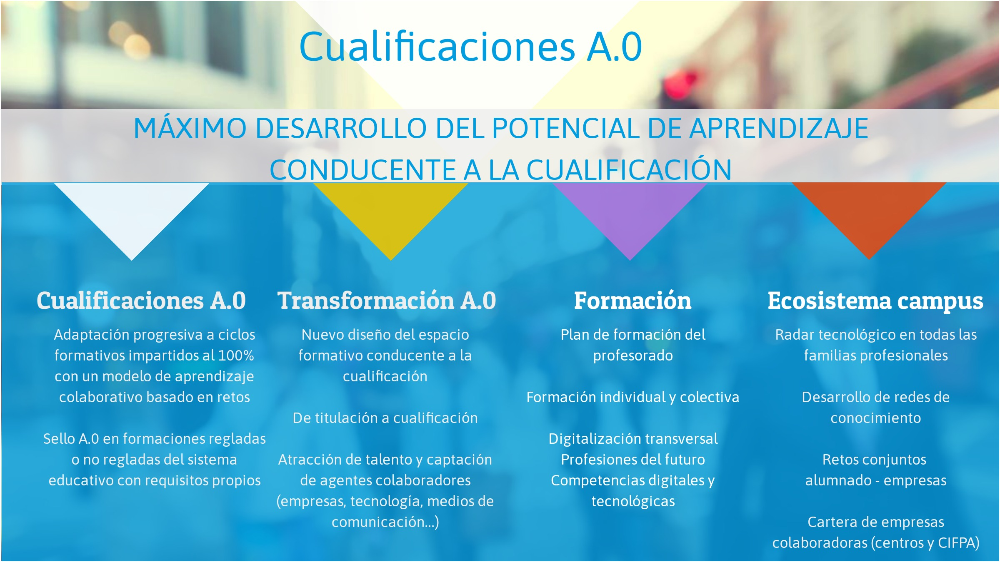 Cualificaciones A.0
MÁXIMO DESARROLLO DEL POTENCIAL DE APRENDIZAJE
CONDUCENTE A LA CUALIFICACIÓN
Cualificaciones A.0
Adaptación progresiva a ciclos
formativos impartidos al 100%
con un modelo de aprendizaje
colaborativo basado en retos
Sello A.0 en formaciones regladas
o no regladas del sistema
educativo con requisitos propios
Transformación A.0
Nuevo diseño del espacio
formativo conducente a la
cualificación
De titulación a cualificación
Atracción de talento y captación
de agentes colaboradores
(empresas, tecnología, medios de
comunicación...)
Formación
Plan de formación del
profesorado
Formación individual y colectiva
Digitalización transversal
Profesiones del futuro
Competencias digitales y
tecnológicas
Ecosistema campus
Radar tecnológico en todas las
familias profesionales
Desarrollo de redes de
conocimiento
Retos conjuntos
alumnado - empresas
Cartera de empresas
colaboradoras (centros y CIFPA)